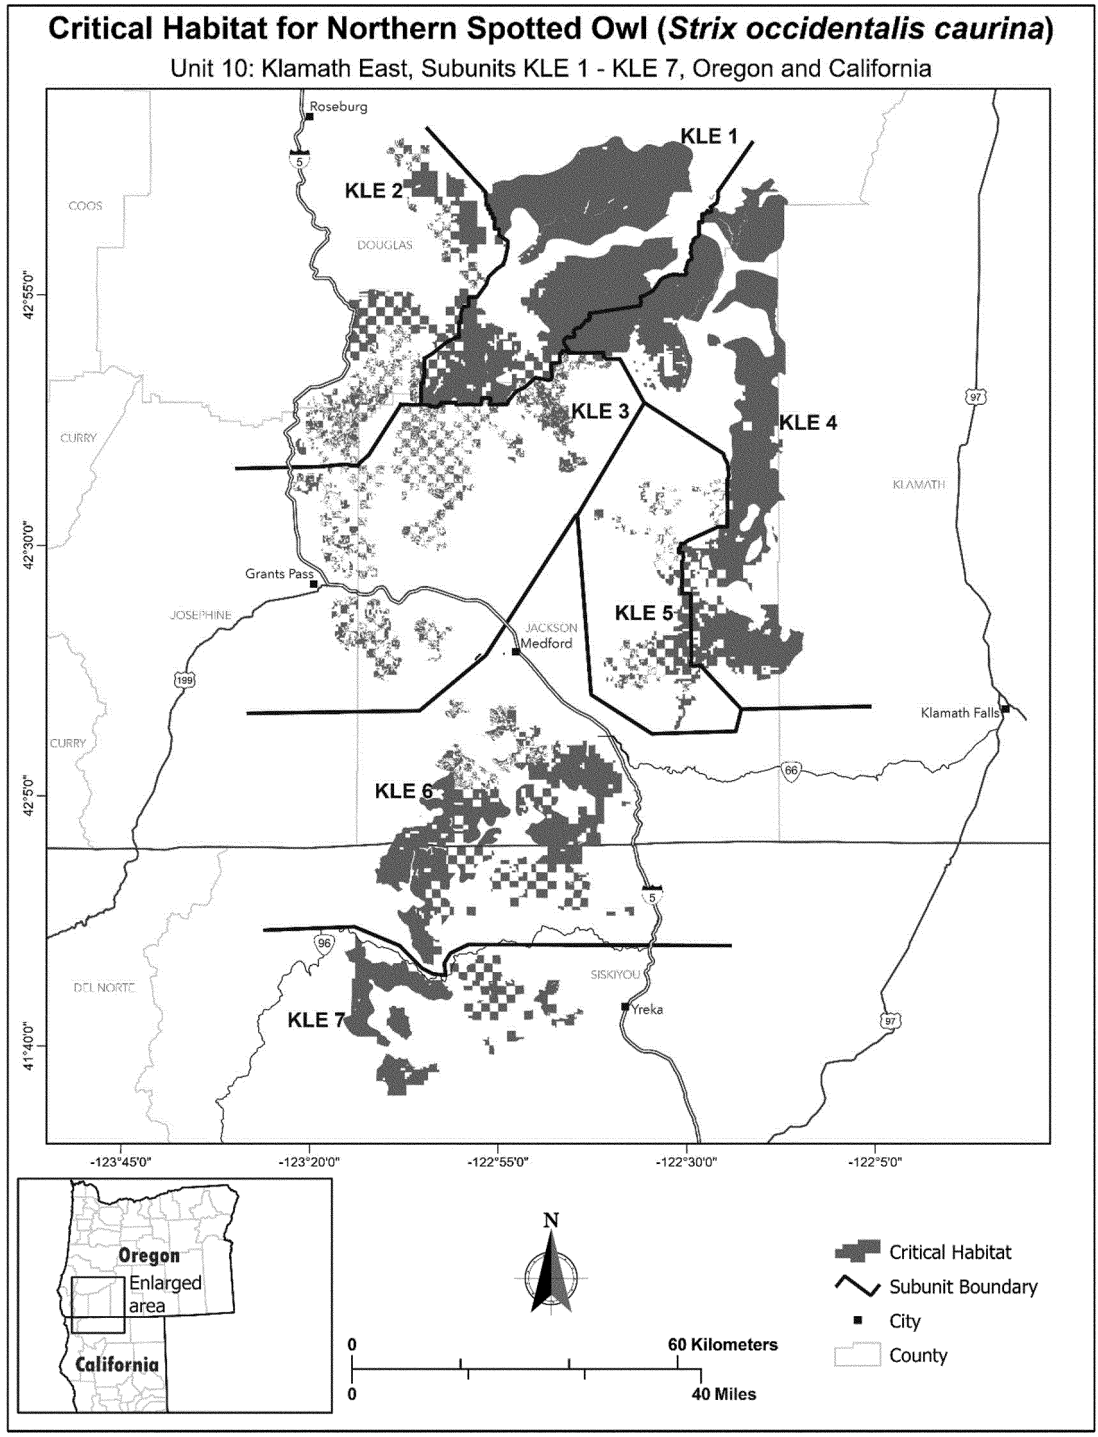 Critical Habitat for Northern Spotted Owl (Strix occidentalis caurina)
Unit 10: Klamath East, Subunits KLE 1 - KLE 7, Oregon and California
Roseburg
KLE 1
5
KLE 2
COOS
DOUGLAS
42°55'0"
97
KLE 3
KLE 4
CURRY
KLAMATH
42°30'0"
Grants Pass
JOSEPHINE
KLE 5
JACKSON
Medford
199
Klamath Falls
CURRY
66
KLE 6
42°5'0"
5
96
SISKIYOU
DEL NORTE
Yreka
KLE 7
97
41°40'0"
-123°45'0"
-123°20'0"
-122°55'0"
-122°30'0"
-122°5'0"
Oregon
Enlarged
area
California
N
0
60 Kilometers
0
40 Miles
Critical Habitat
Subunit Boundary
City
County